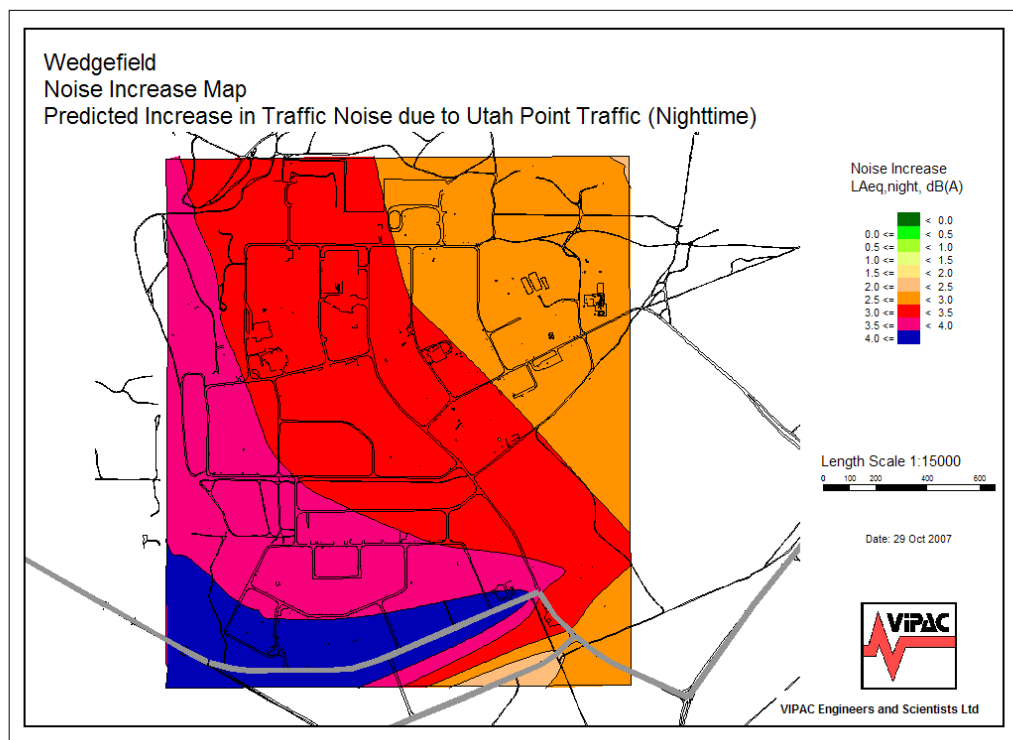 Wedgefield
Noise Increase Map
Predicted Increase in Traffic Noise due to Utah Point Traffic (Nighttime)
Noise Increase
LAeq,night, dB(A)
< 0.0
0.0 <= < 0.5
0.5 <= < 1.0
1.0 <= < 1.5
1.5 <= < 2.0
2.0 <= < 2.5
2.5 <= < 3.0
3.0 <= < 3.5
3.5 <= < 4.0
4.0 <=
Length Scale 1:15000
0 100 200 400 600
Date: 29 Oct 2007
ViPAC
VIPAC Engineers and Scientists Ltd